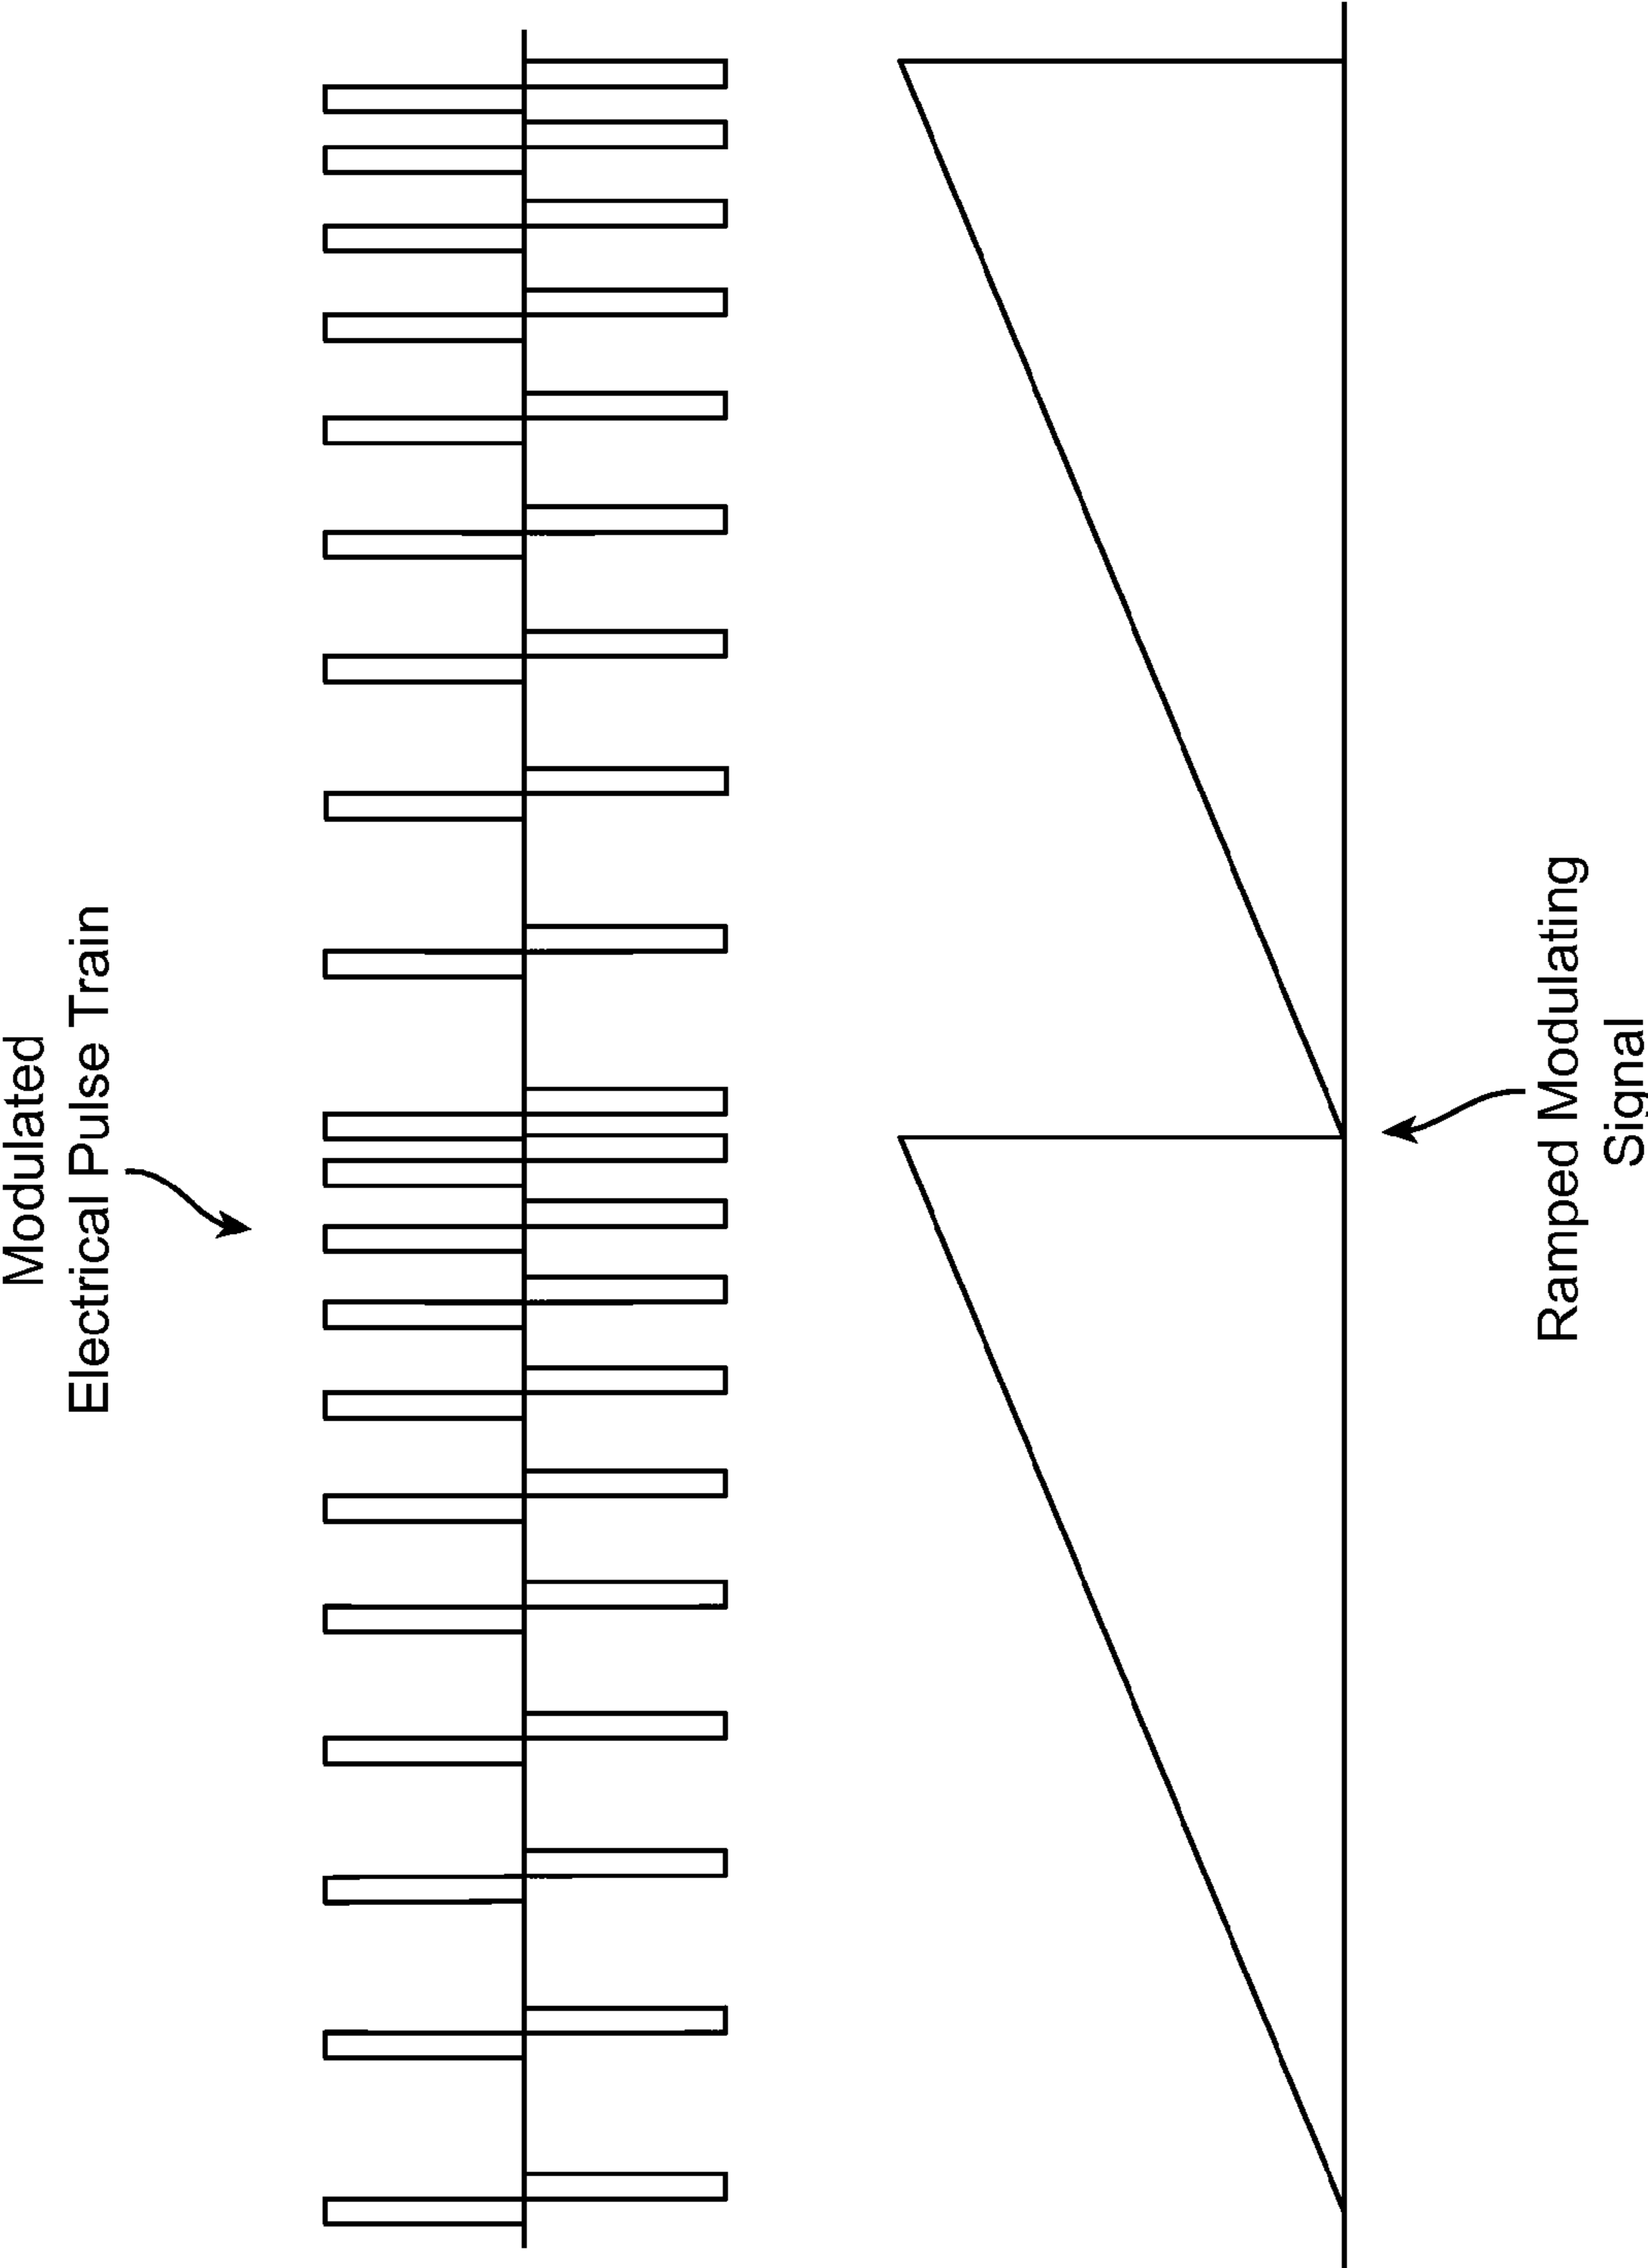 Modulated
Electrical Pulse Train
Ramped Modulating
Signal